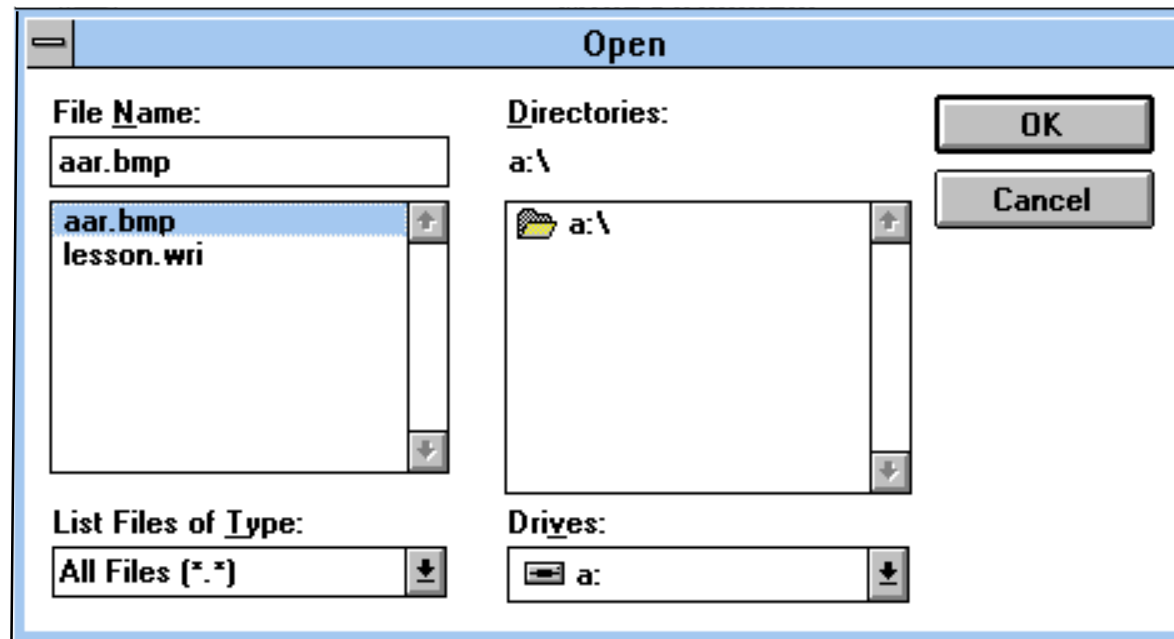 Open
File Name:
aar.bmp
aar.bmp
lesson.wri
List Files of Type:
All Files (*.*)
Directories:
a:\
a:\
Drives:
a:
OK
Cancel